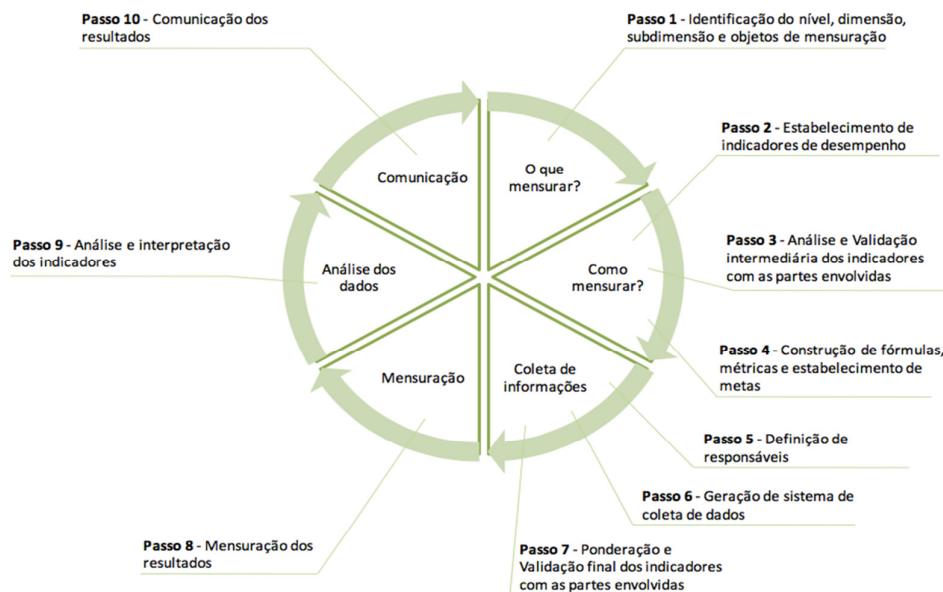 Passo 10 - Comunicação dos
resultados
Passo 1 - Identificação do nível, dimensão,
subdimensão e objetos de mensuração
Passo 2 - Estabelecimento de
indicadores de desempenho
Comunicação
O que
mensurar?
Passo 9 - Análise e interpretação
dos indicadores
Análise dos
dados
Como
mensurar?
Passo 3 - Análise e Validação
intermediária dos indicadores
com as partes envolvidas
Mensuração
Coleta de
informações
Passo 4 - Construção de fórmulas,
métricas e estabelecimento de
metas
Passo 5 - Definição de
responsáveis
Passo 6 - Geração de sistema de
coleta de dados
Passo 8 - Mensuração dos
resultados
Passo 7 - Ponderação e
Validação final dos indicadores
com as partes envolvidas